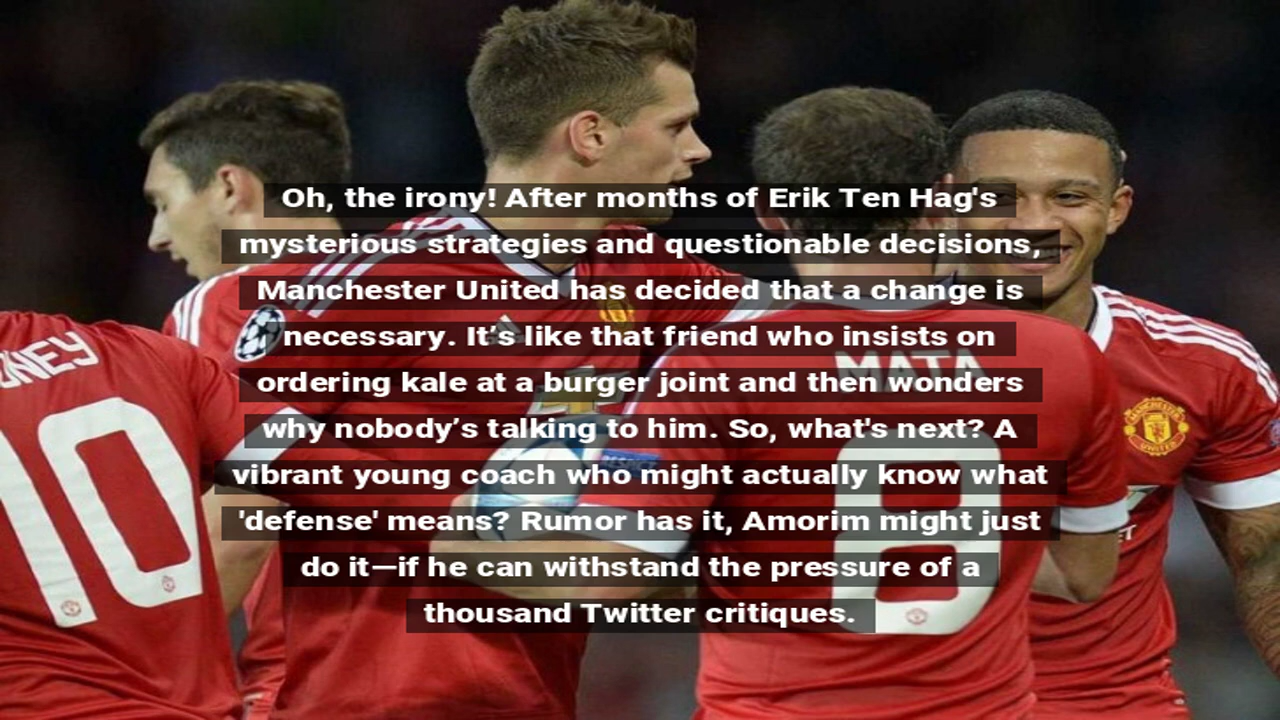 Oh, the irony! After months of Erik Ten Hag's
mysterious strategies and questionable decisions,
Manchester United has decided that a change is
necessary. It’s like that friend who insists on
ordering kale at a burger joint and then wonders
why nobody’s talking to him. So, what's next? A
vibrant young coach who might actually know what
'defense' means? Rumor has it, Amorim might just
do it—if he can withstand the pressure of a
thousand Twitter critiques.
NEY
10
MATA
8
RESPECT
MANCHESTER
UNITED